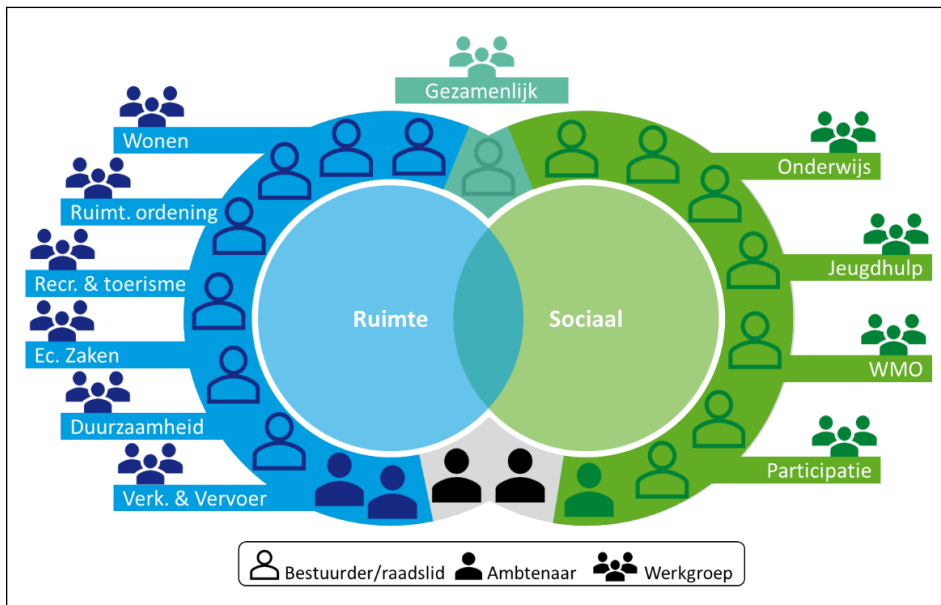 Gezamenlijk
Wonen
Ruimt. ordening
Recr. & toerisme
Ec. Zaken
Duurzaamheid
Verk. & Vervoer
Ruimte
Sociaal
Onderwijs
Jeugdhulp
WMO
Participatie
Bestuurder/raadslid Ambtenaar Werkgroep